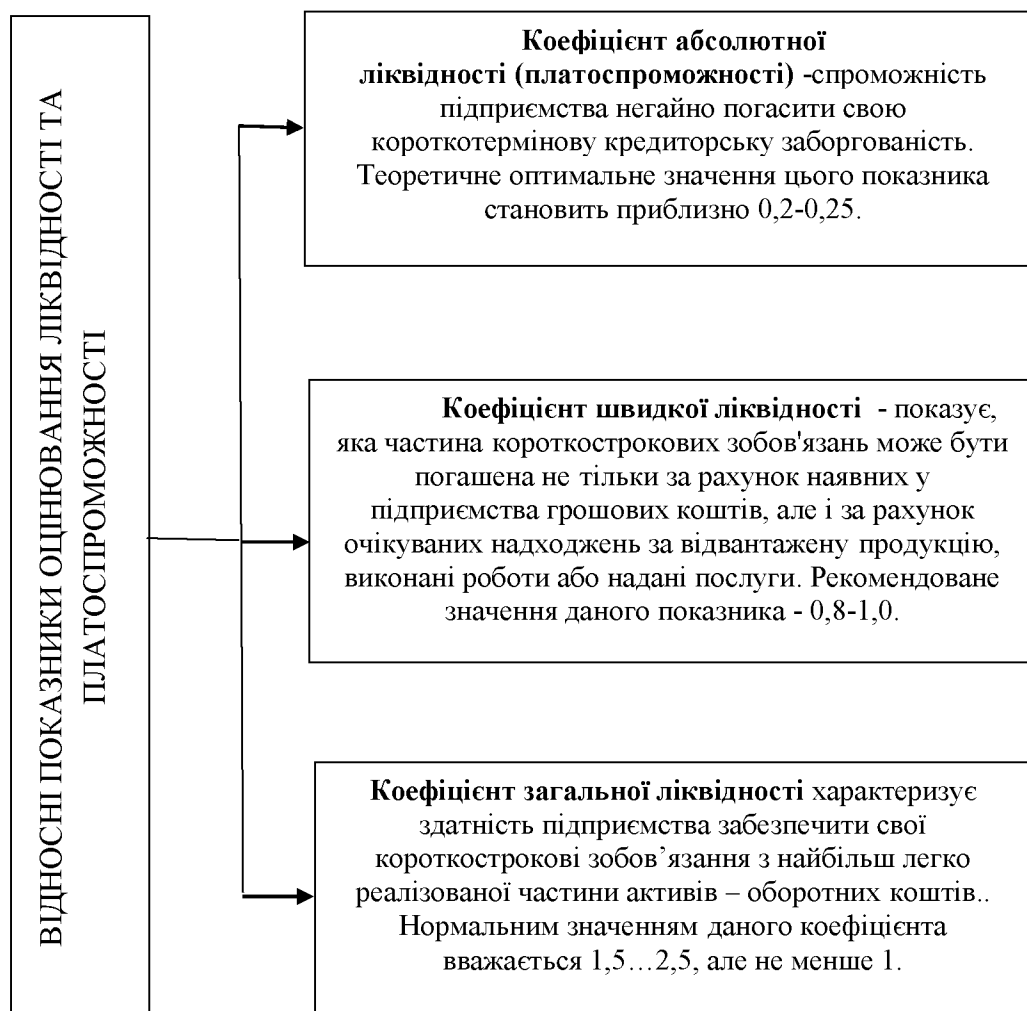 ВІДНОСНІ ПОКАЗНИКИ ОЦІНЮВАННЯ ЛІКВІДНОСТІ ТА
ПЛАТОСПРОМОЖНОСТІ
Коефіцієнт абсолютної
ліквідності (платоспроможності) -спроможність
підприємства негайно погасити свою
короткотермінову кредиторську заборгованість.
Теоретичне оптимальне значення цього показника
становить приблизно 0,2-0,25.
Коефіцієнт швидкої ліквідності - показує,
яка частина короткострокових зобов'язань може бути
погашена не тільки за рахунок наявних у
підприємства грошових коштів, але і за рахунок
очікуваних надходжень за відвантажену продукцію,
виконані роботи або надані послуги. Рекомендоване
значення даного показника - 0,8-1,0.
Коефіцієнт загальної ліквідності характеризує
здатність підприємства забезпечити свої
короткострокові зобов’язання з найбільш легко
реалізованої частини активів – оборотних коштів..
Нормальним значенням даного коефіцієнта
вважається 1,5…2,5, але не менше 1.